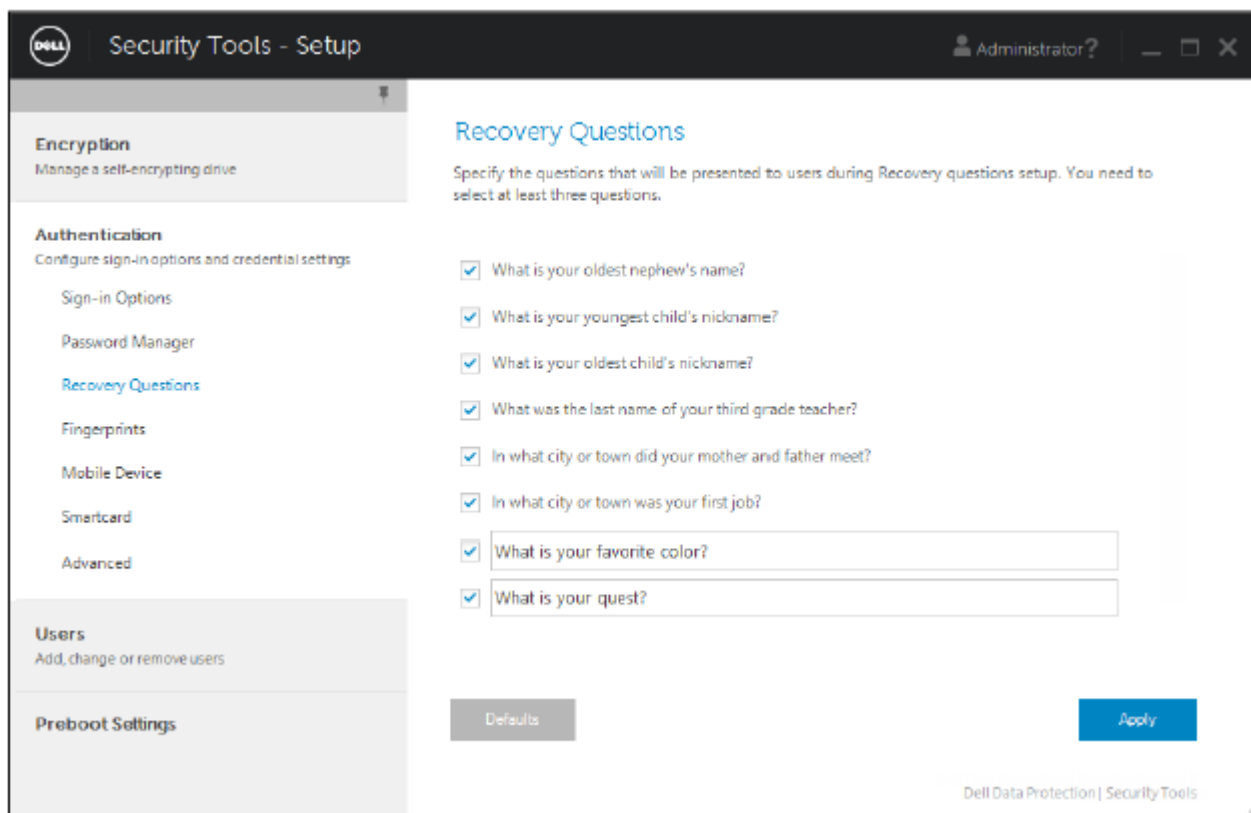 DELL
Security Tools - Setup
Administrator ?
Encryption
Manage a self-encrypting drive
Authentication
Configure sign-in options and credential settings
Sign-in Options
Password Manager
Recovery Questions
Fingerprints
Mobile Device
Smartcard
Advanced
Users
Add, change or remove users
Preboot Settings
Recovery Questions
Specify the questions that will be presented to users during Recovery questions setup. You need to
select at least three questions.
What is your oldest nephew's name?
What is your youngest child's nickname?
What is your oldest child's nickname?
What was the last name of your third grade teacher?
In what city or town did your mother and father meet?
In what city or town was your first job?
What is your favorite color?
What is your quest?
Defaults
Apply
Dell Data Protection | Security Tools